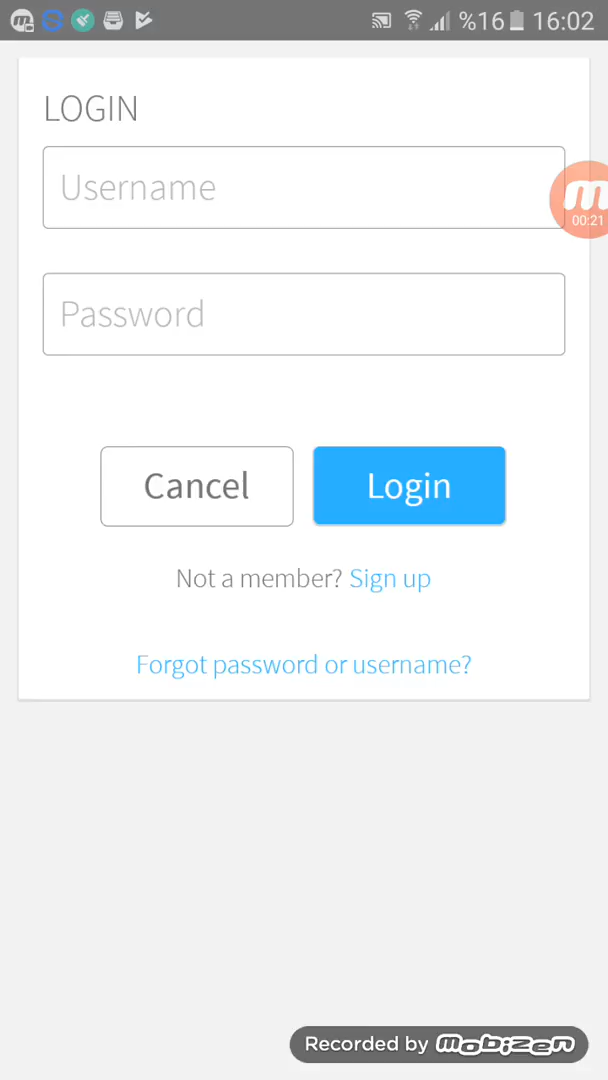 %16 16:02
LOGIN
Username
00:21
Password
Cancel
Login
Not a member? Sign up
Forgot password or username?
Recorded by mobizen